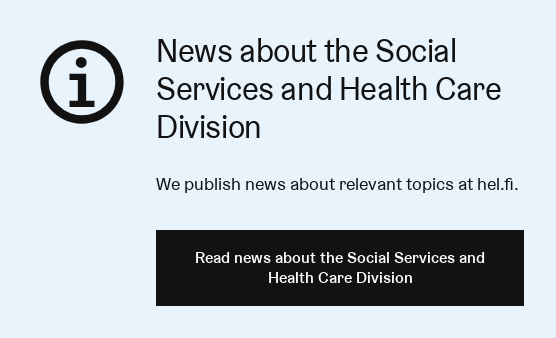 News about the Social
Services and Health Care
Division
We publish news about relevant topics at hel.fi.
Read news about the Social Services and
Health Care Division